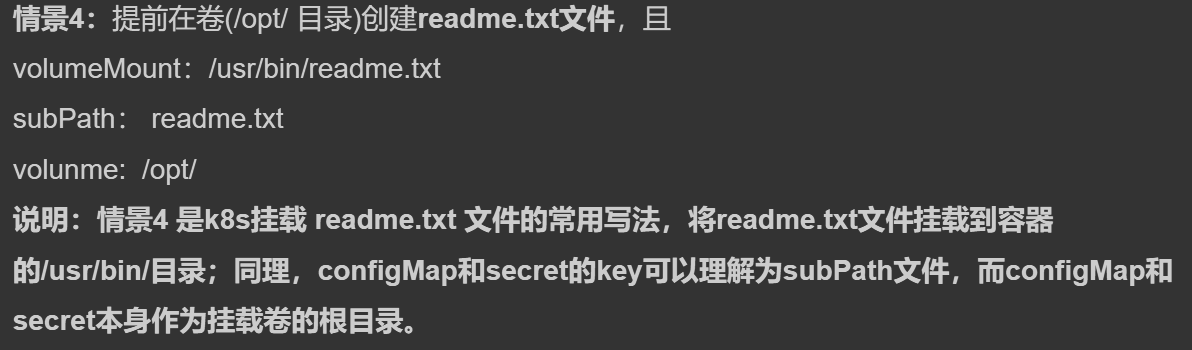 情景4：提前在卷(/opt/ 目录)创建readme.txt文件，且
volumeMount：/usr/bin/readme.txt
subPath： readme.txt
volunme:  /opt/
说明：情景4 是k8s挂载 readme.txt 文件的常用写法，将readme.txt文件挂载到容器
的/usr/bin/目录；同理，configMap和secret的key可以理解为subPath文件，而configMap和
secret本身作为挂载卷的根目录。